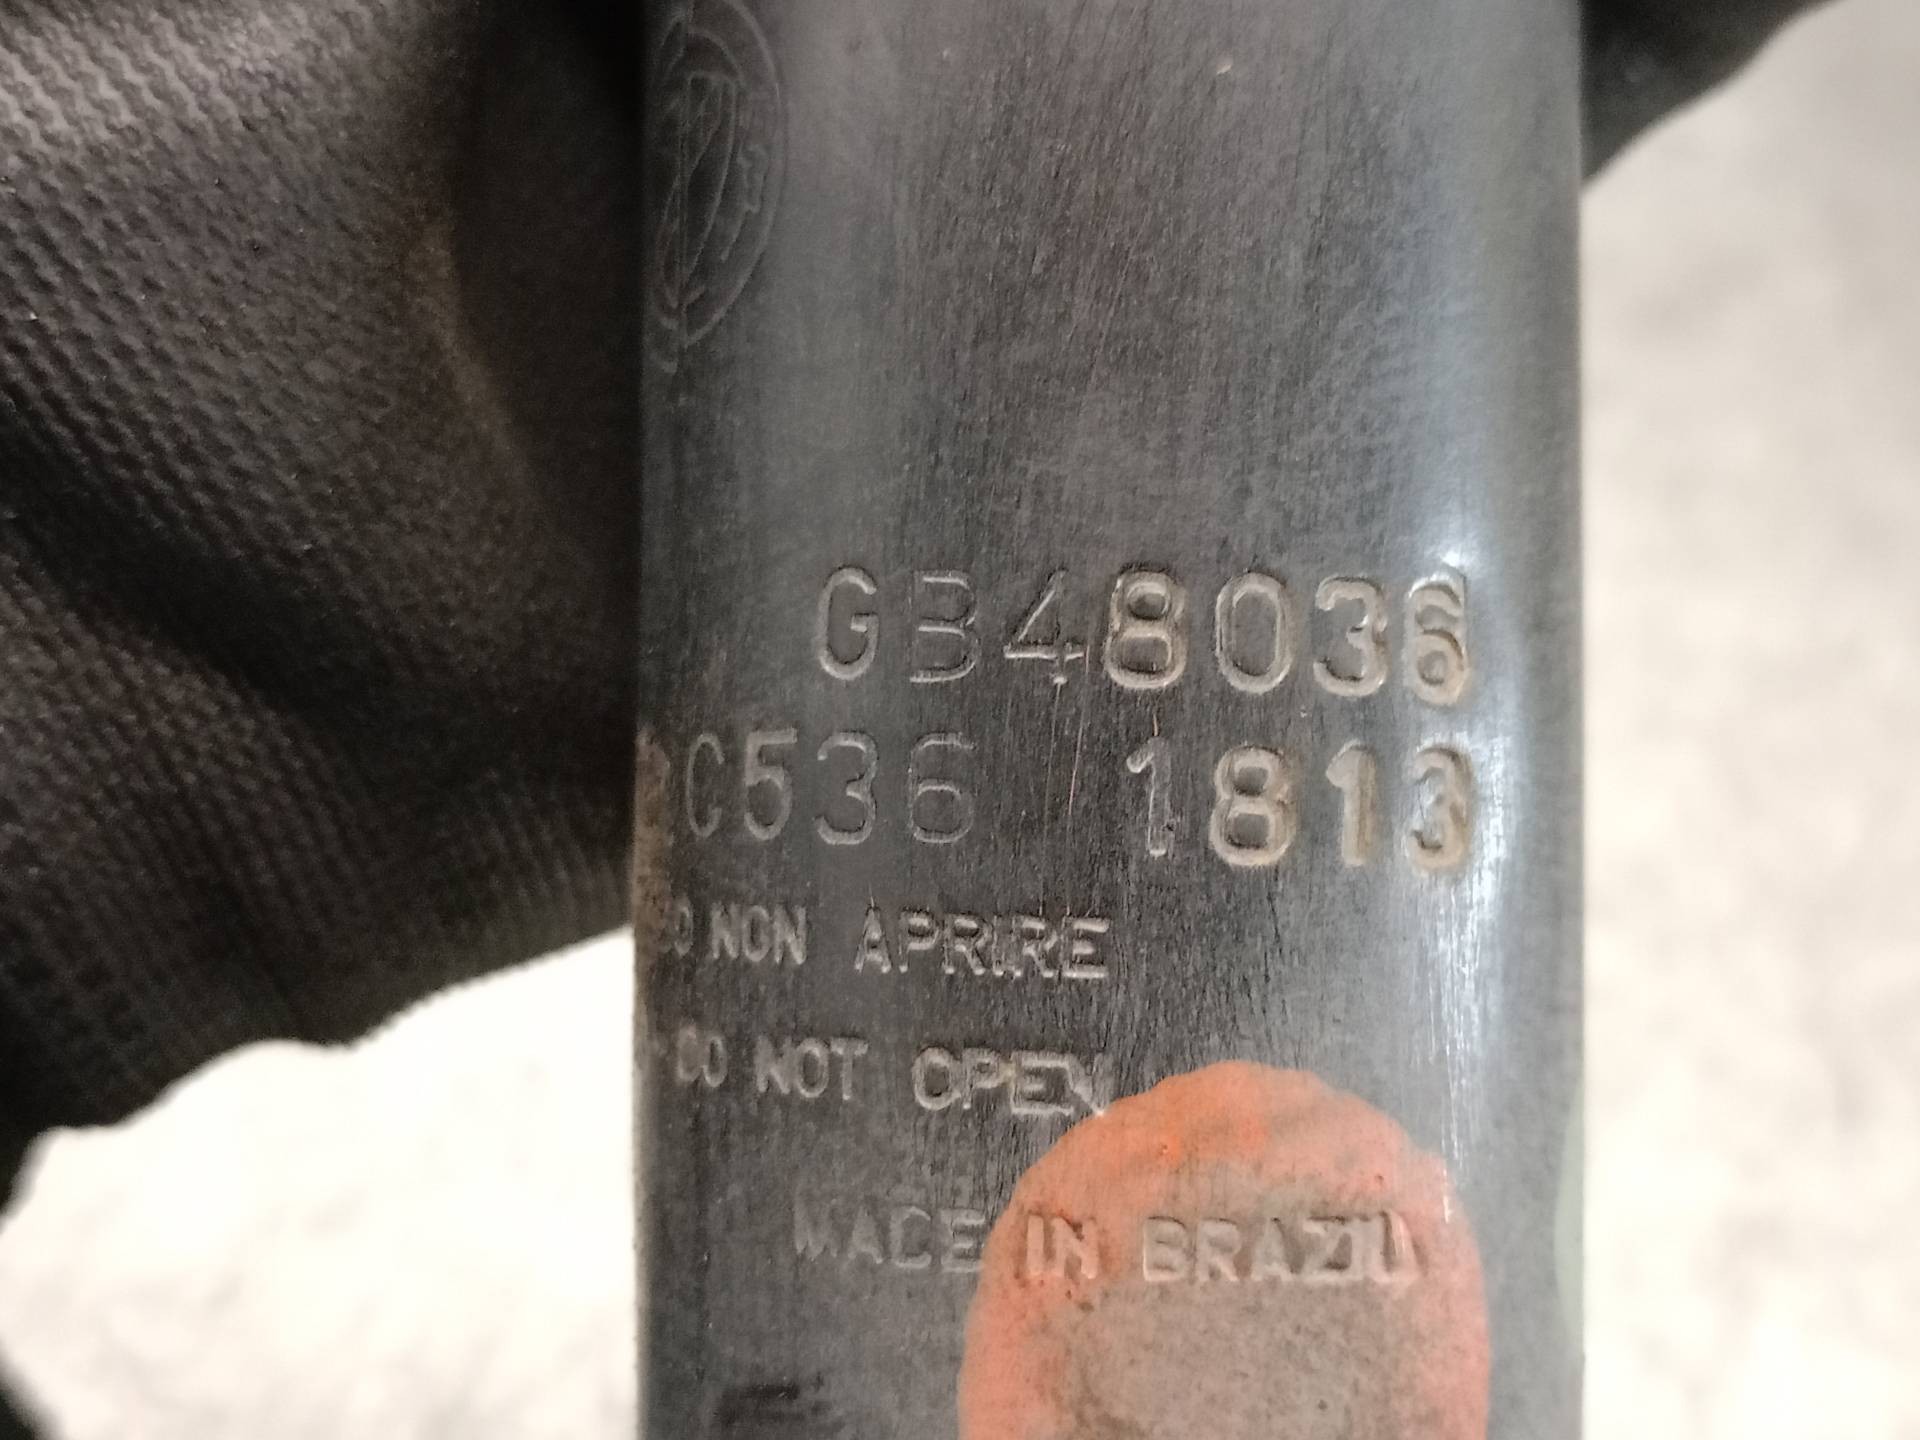 GB48036
C536 1813
NON APRIRE
DO NOT OPEN
MADE IN BRAZIL